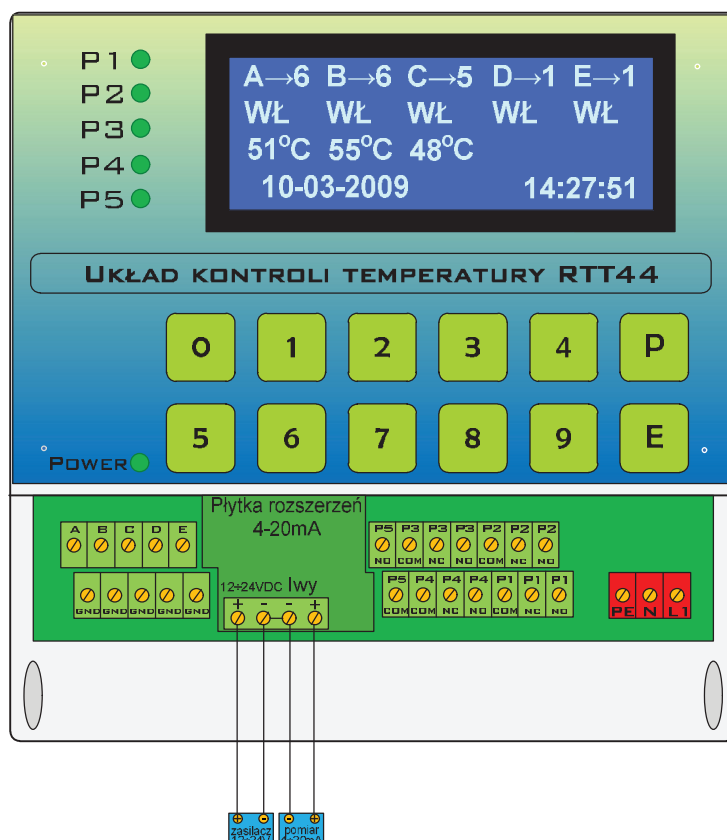 P1
P2
P3
P4
P5
A→6 B→6 C→5 D→1 E→1
WŁ WŁ WŁ WŁ WŁ
51°C 55°C 48°C
10-03-2009 14:27:51
UKŁAD KONTROLI TEMPERATURY RTT44
0 1 2 3 4 P
5 6 7 8 9 E
POWER
Płytka rozszerzeń
4-20mA
A B C D E
GND GND GND GND GND
12÷24VDC Iwy
+ - - +
P5 P3 P3 P3 P2 P2 P2
NO COM NC NO COM NC NO
P5 P4 P4 P4 P1 P1 P1
COM COM NC NO COM NC NO
PE N L1
+ - - +
zasilacz pomiar
12÷24V 4÷20mA